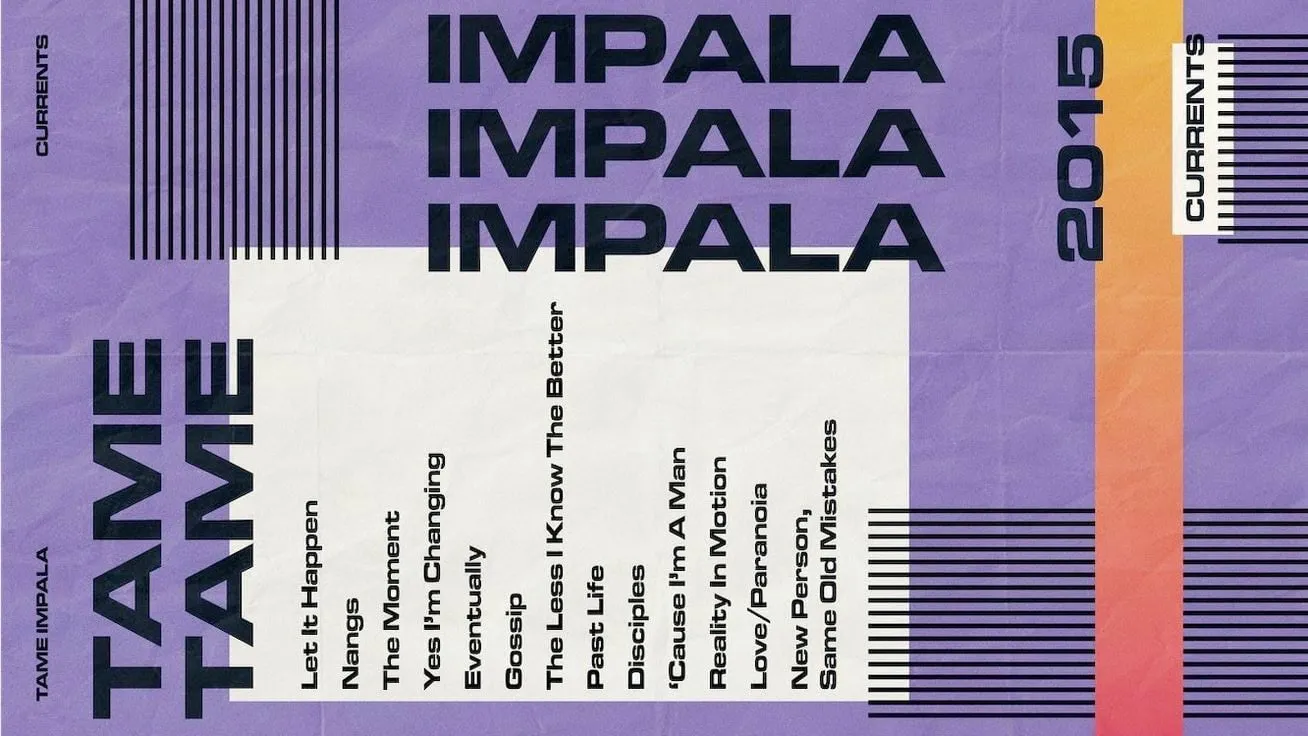 TAME IMPALA
CURRENTS
TAME
TAME
IMPALA
IMPALA
IMPALA
Let It Happen
Nangs
The Moment
Yes I'm Changing
Eventually
Gossip
The Less I Know The Better
Past Life
Disciples
‘Cause I'm A Man
Reality In Motion
Love/Paranoia
New Person,
Same Old Mistakes
2015
CURRENTS